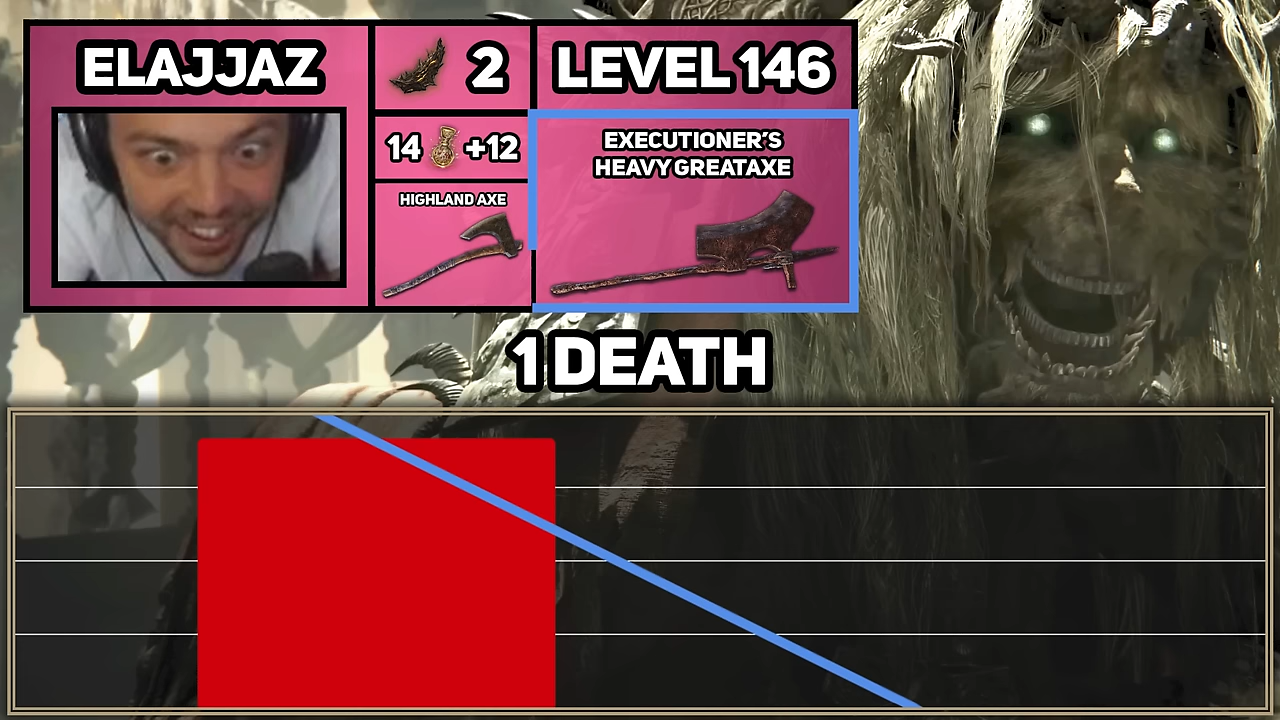 ELAJJAZ
2
LEVEL 146
14 +12
EXECUTIONER'S
HEAVY GREATAXE
HIGHLAND AXE
1 DEATH